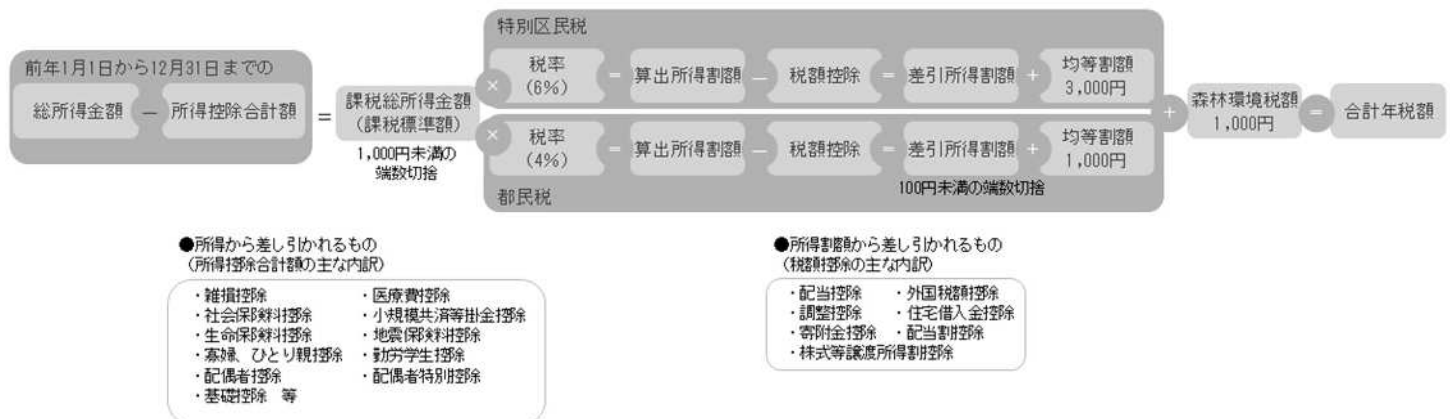 特別区民税
前年1月1日から12月31日までの
総所得金額 － 所得控除合計額 ＝ 課税総所得金額
(課税標準額)
1,000円未満の
端数切捨
× 税率
(6%) ＝ 算出所得割額 － 税額控除 ＝ 差引所得割額 ＋ 均等割額
3,000円
× 税率
(4%) ＝ 算出所得割額 － 税額控除 ＝ 差引所得割額 ＋ 均等割額
1,000円
100円未満の端数切捨
都民税
＋ 森林環境税額
1,000円 ＝ 合計年税額
●所得から差し引かれるもの
(所得控除合計額の主な内訳)
・雑損控除 ・医療費控除
・社会保険料控除 ・小規模共済等掛金控除
・生命保険料控除 ・地震保険料控除
・寡婦、ひとり親控除 ・勤労学生控除
・配偶者控除 ・配偶者特別控除
・基礎控除 等
●所得割額から差し引かれるもの
(税額控除の主な内訳)
・配当控除 ・外国税額控除
・調整控除 ・住宅借入金控除
・寄附金控除 ・配当割控除
・株式等譲渡所得割控除